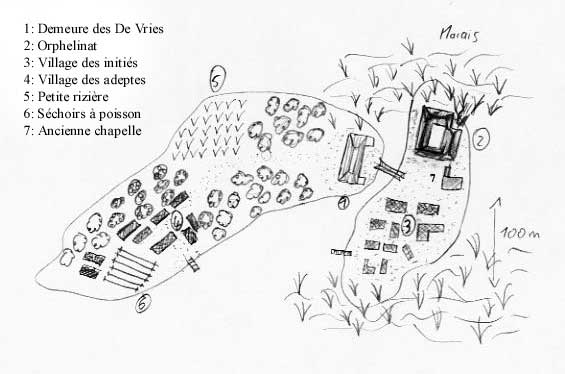 1: Demeure des De Vries
2: Orphelinat
3: Village des initiés
4: Village des adeptes
5: Petite rizière
6: Séchoirs à poisson
7: Ancienne chapelle
Marais
5
2
7
1
3
4
100m
6